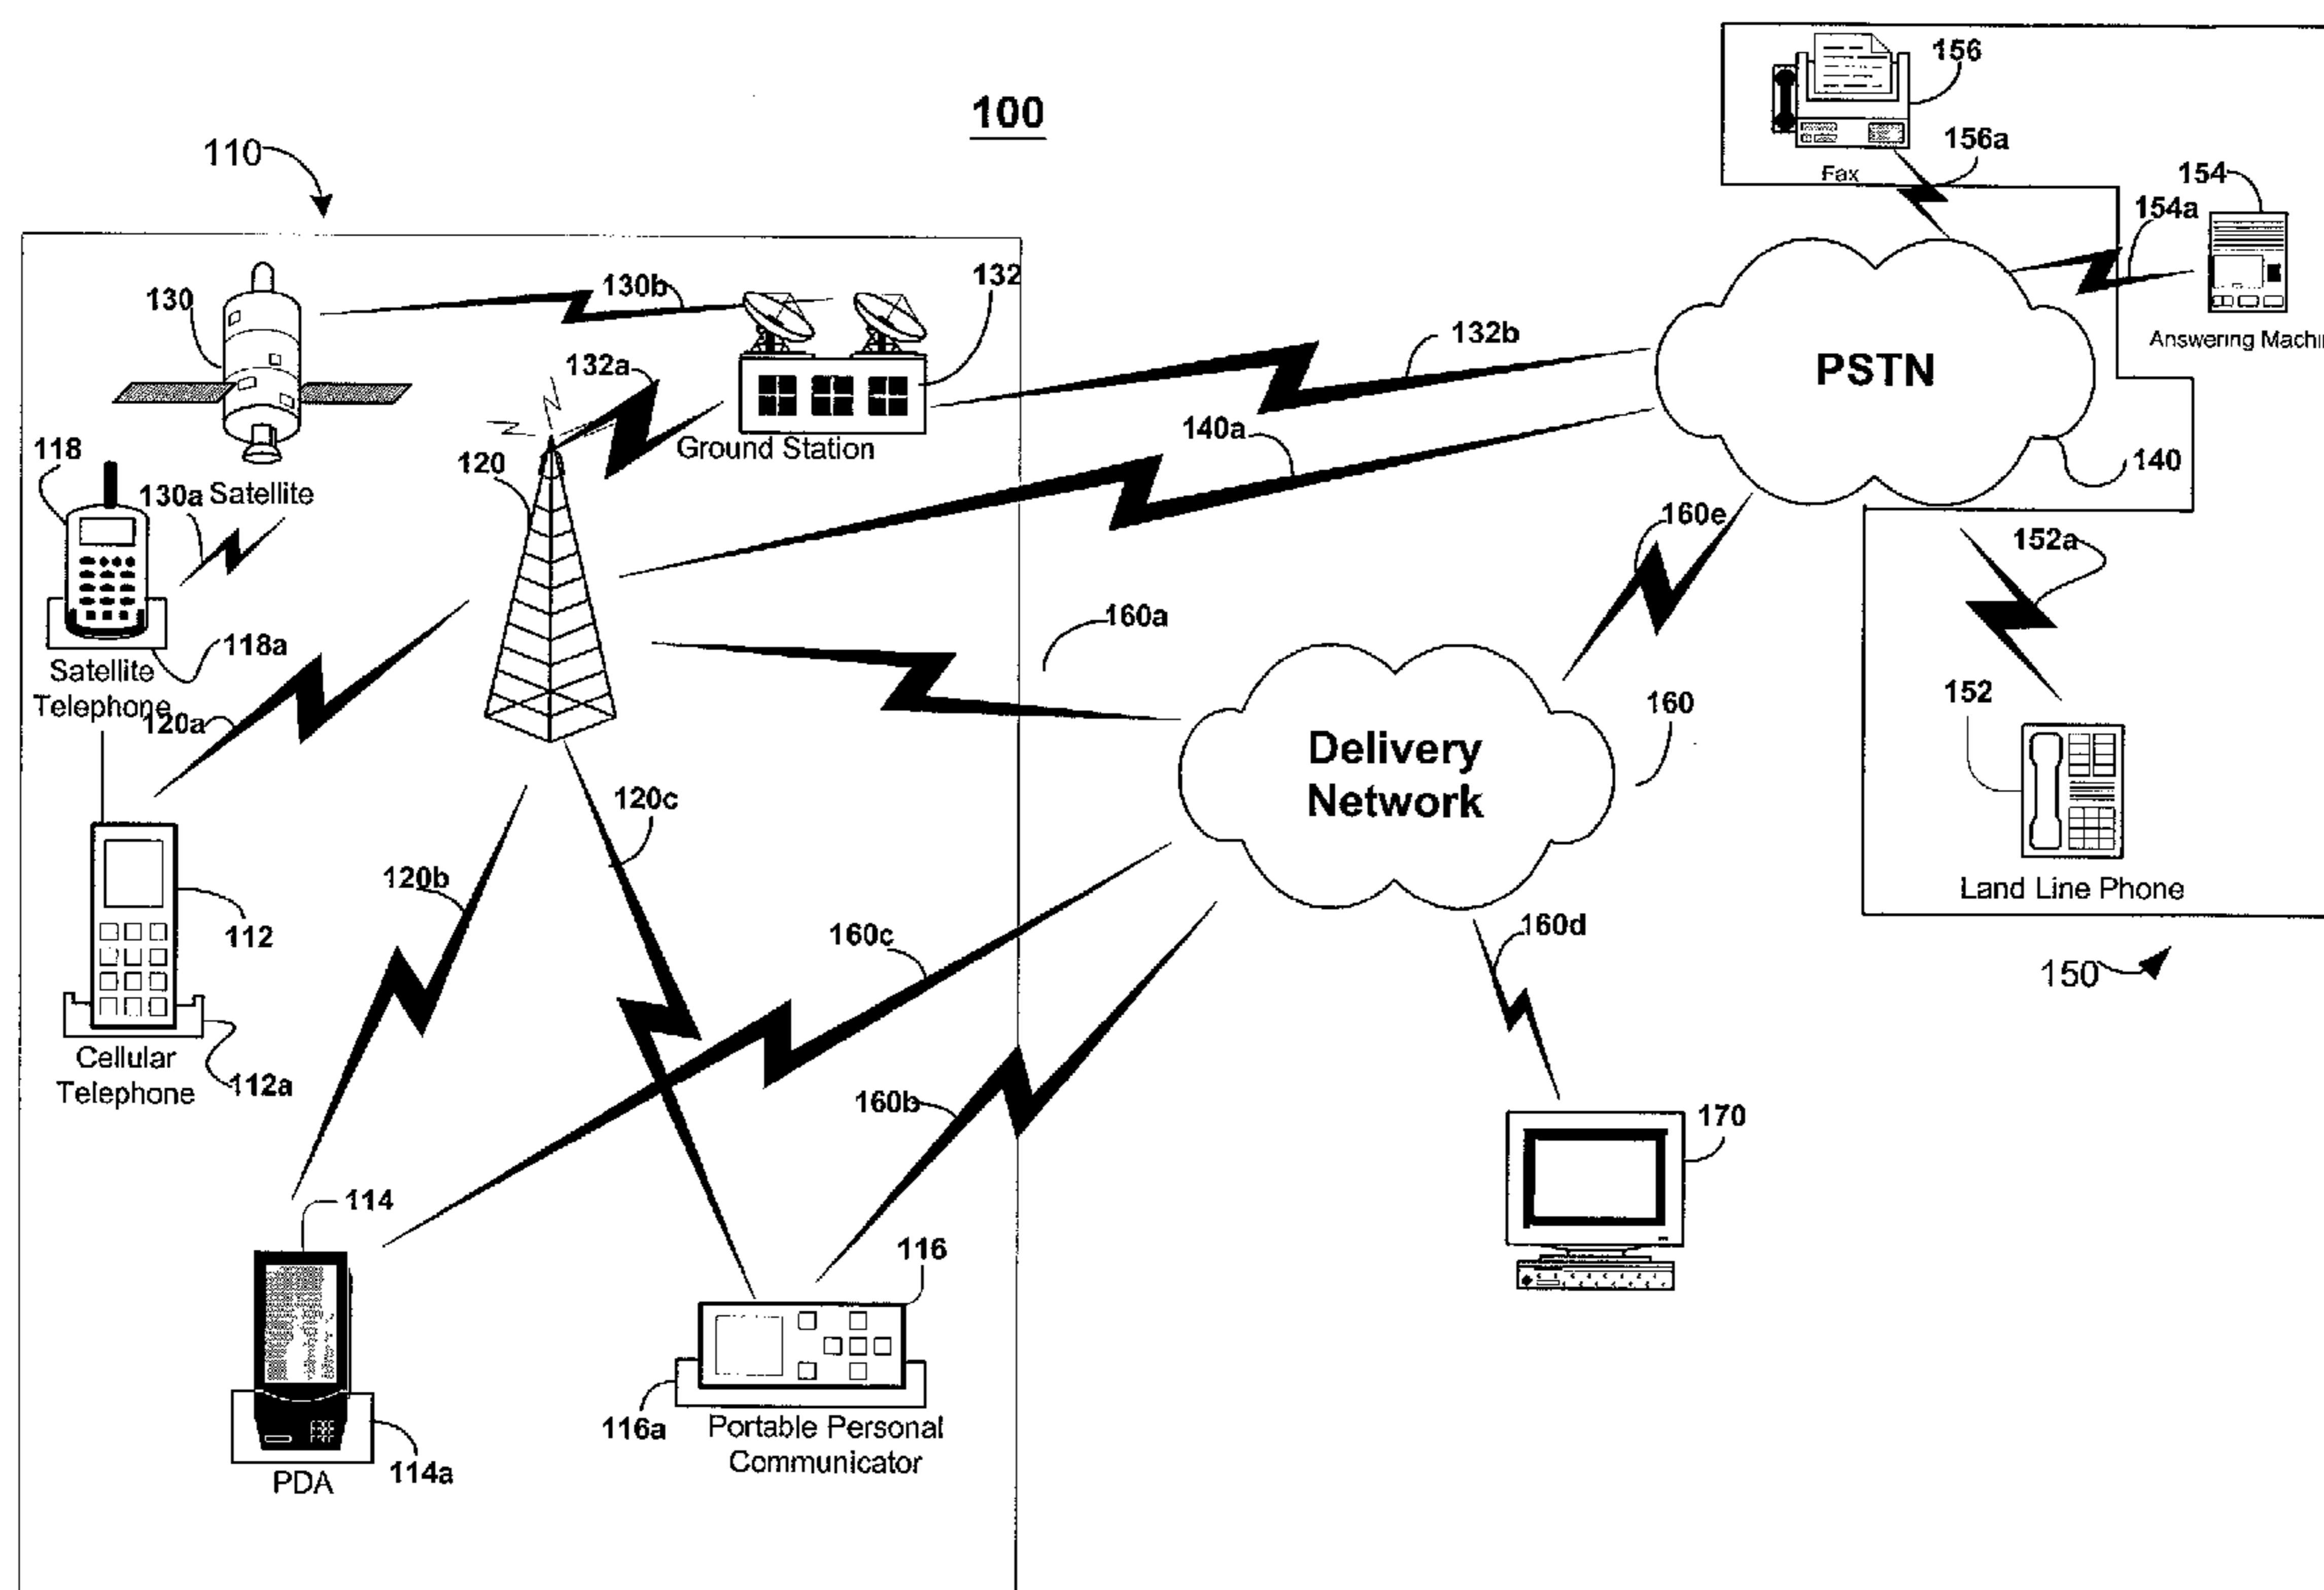 100
110
156
156a
Fax
154
154a
Answering Machin
130
130b
132
132a
132b
Ground Station
PSTN
140
140a
120
118
130a Satellite
118a
Satellite
Telephone
120a
160a
160e
152a
152
Land Line Phone
150
160
Delivery
Network
120c
120b
112
160c
160d
Cellular
Telephone
112a
160b
170
114
116
116a
Portable Personal
Communicator
114a
PDA